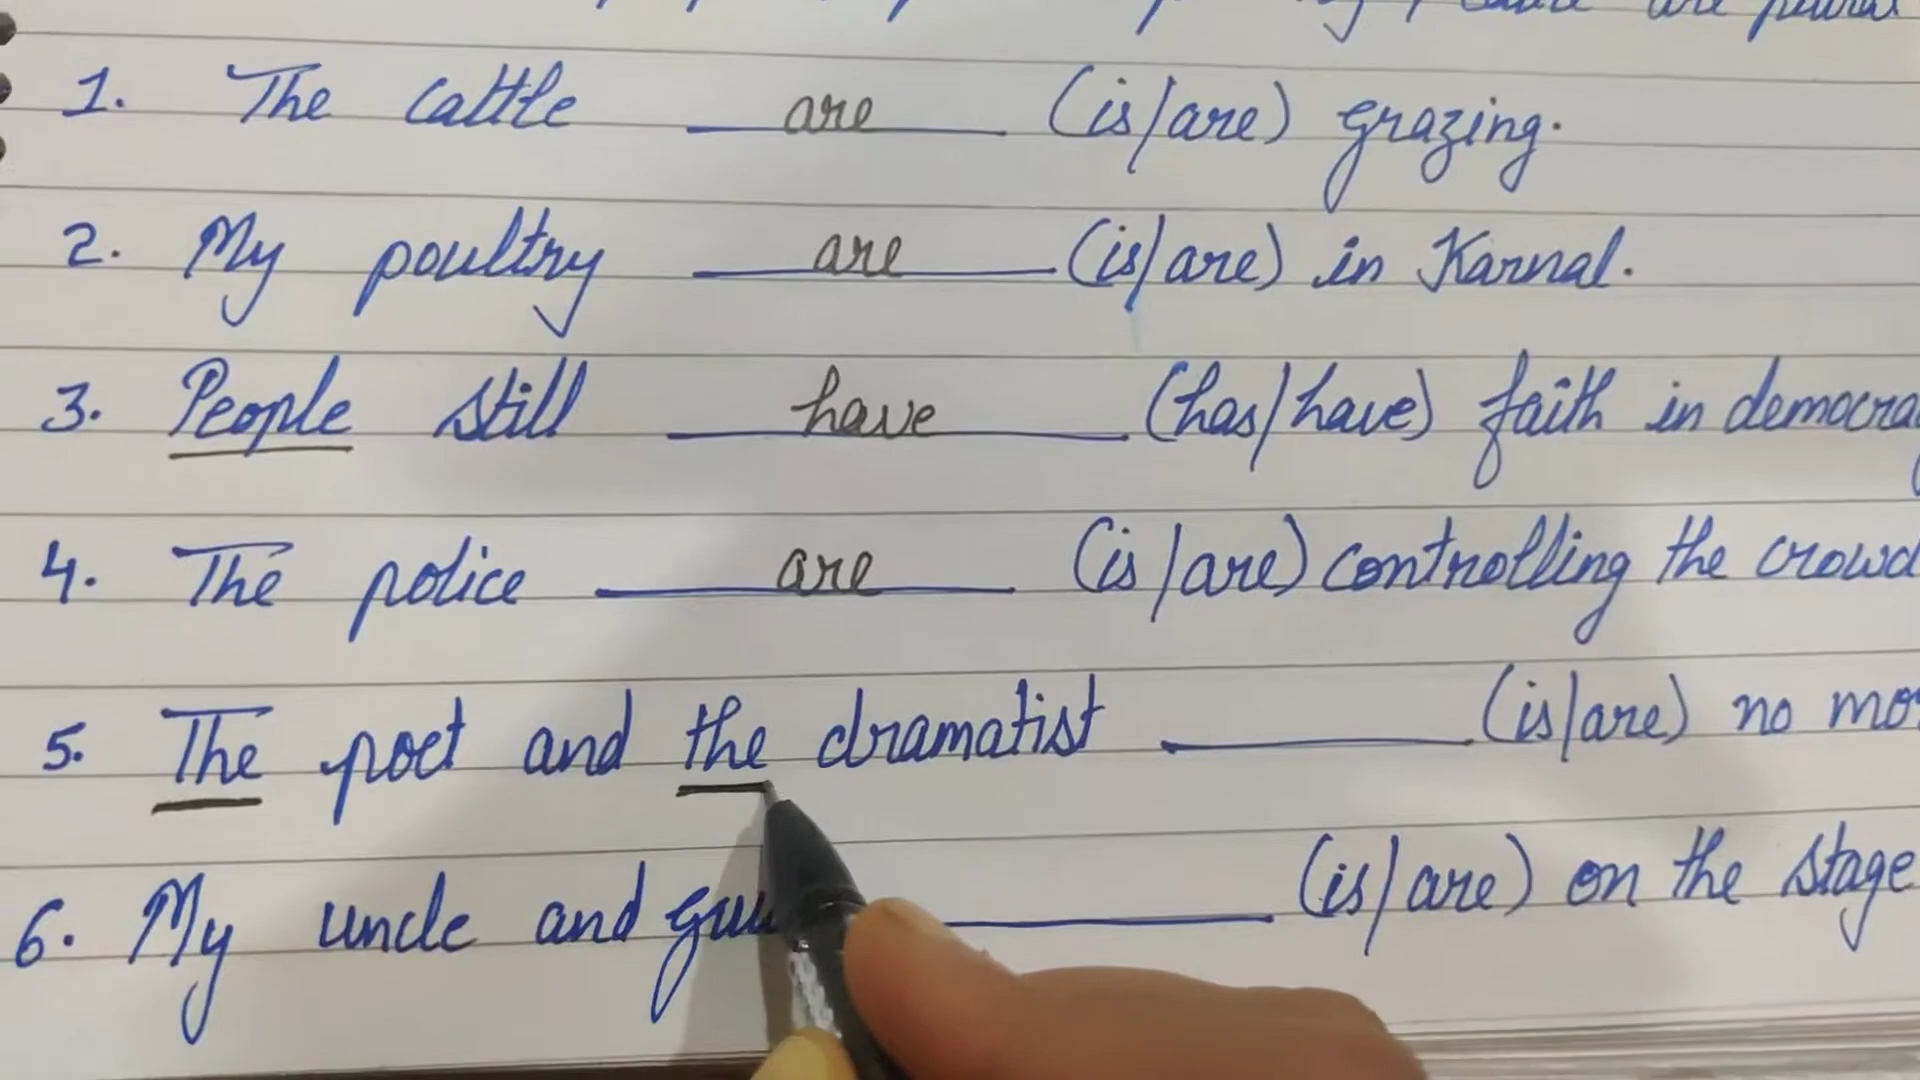 are
1. The cattle are (is/are) grazing.
2. My poultry are (is/are) in Karnal.
3. People still have (has/have) faith in democra
4. The police are (is/are) controlling the crowd
5. The poet and the dramatist (is/are) no mo
6. My uncle and (is/are) on the stage